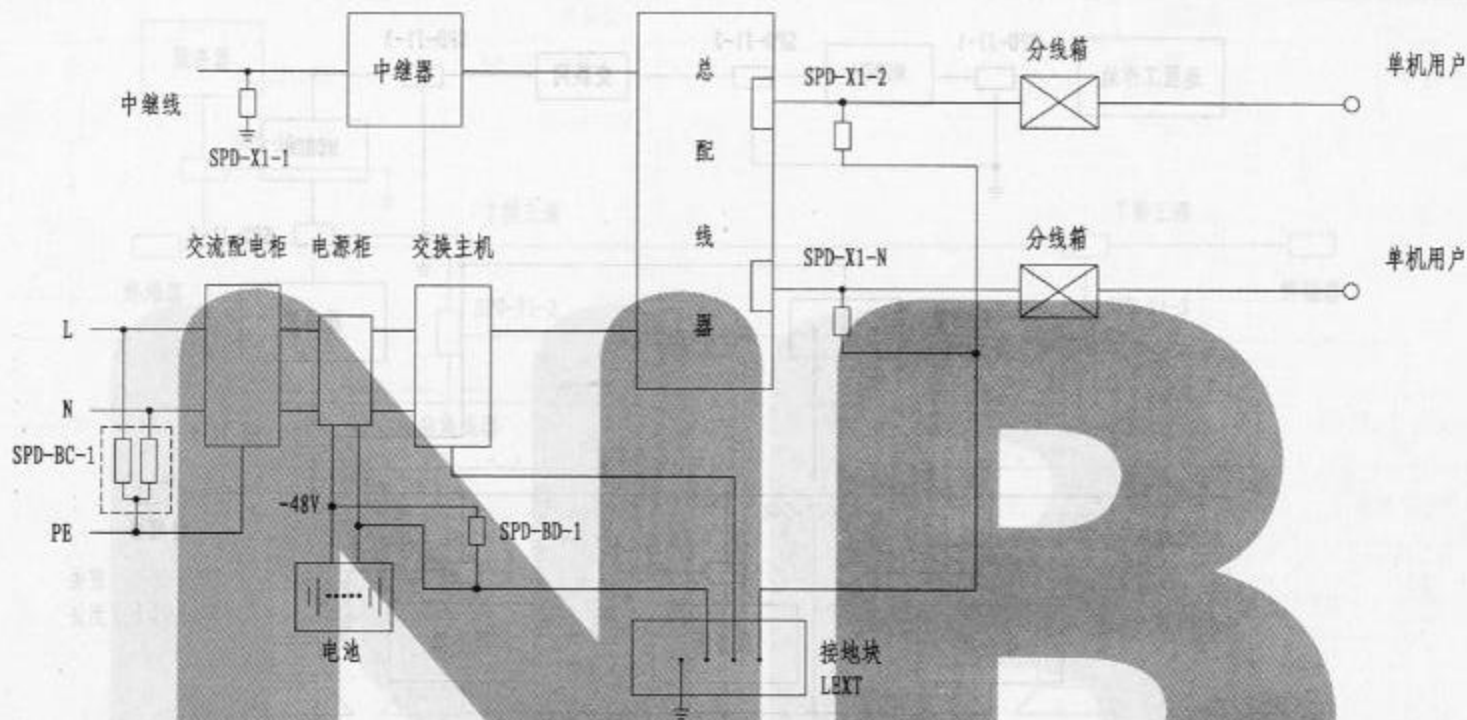 中继线
SPD-X1-1
中继器
总配线器
SPD-X1-2
分线箱
单机用户
SPD-X1-N
分线箱
单机用户
交流配电柜
电源柜
交换主机
L
N
SPD-BC-1
PE
-48V
SPD-BD-1
电池
接地块
LEXT